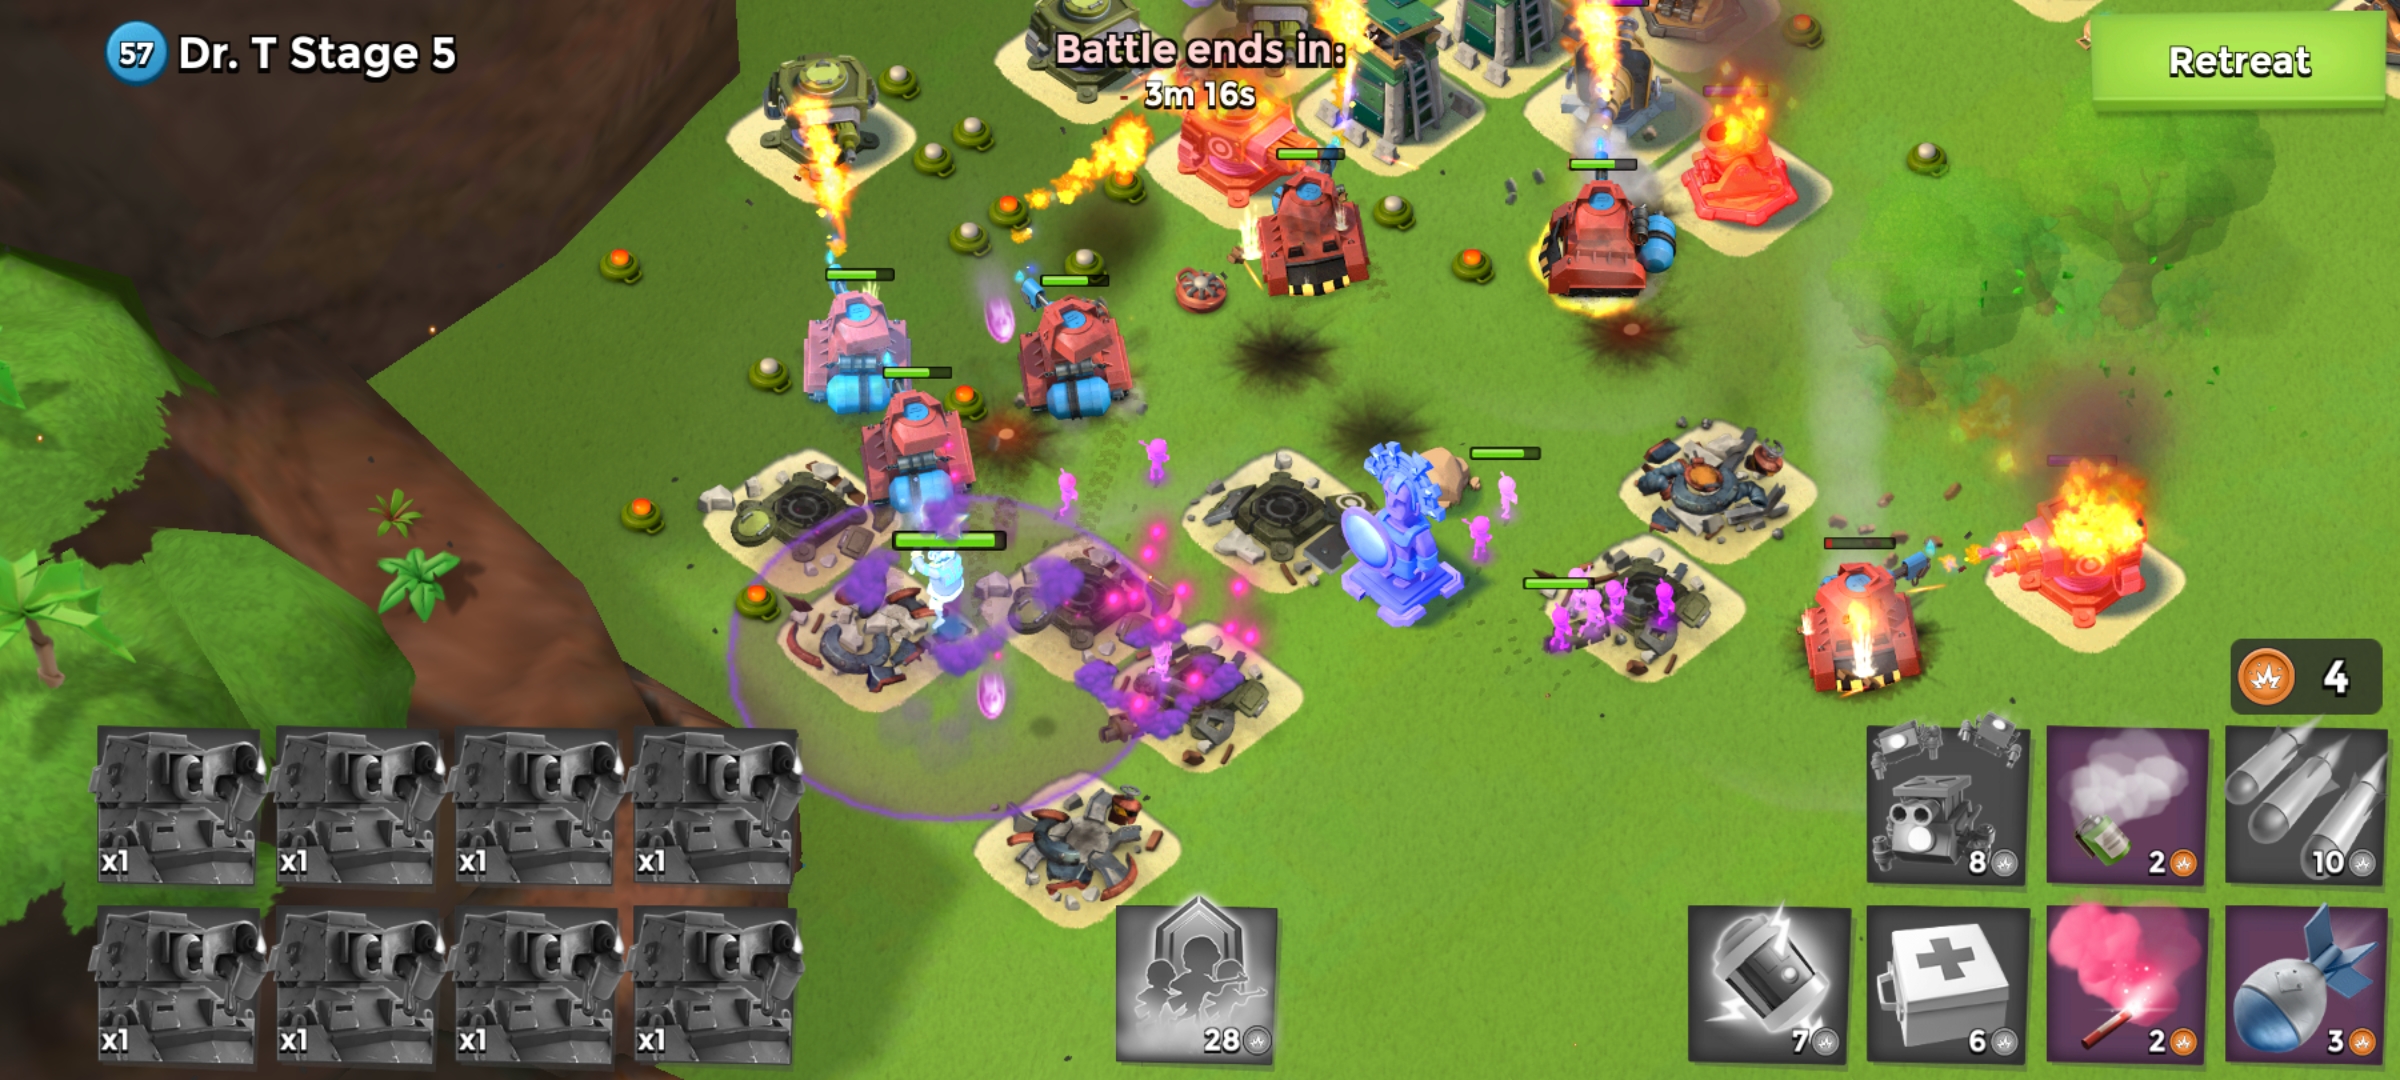 57 Dr. T Stage 5
Battle ends in:
3m 16s
Retreat
4
x1 x1 x1 x1
8 2 10
x1 x1 x1 x1
28
7 6 2 3